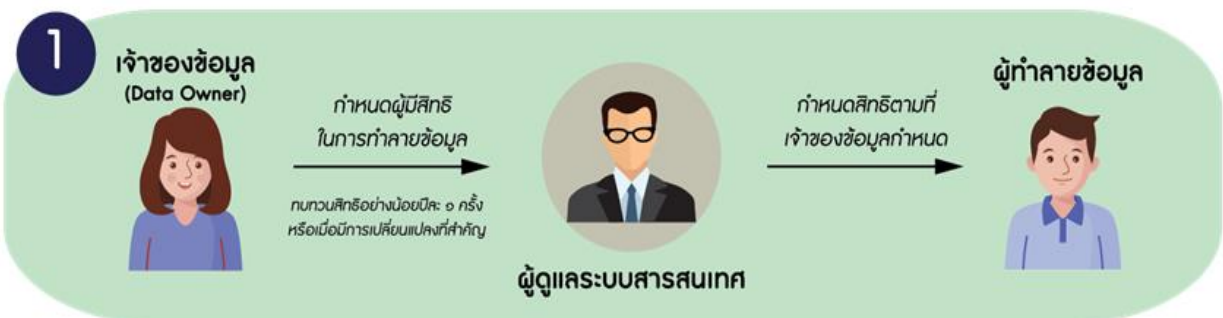 1
เจ้าของข้อมูล
(Data Owner)
กำหนดผู้มีสิทธิ
ในการทำลายข้อมูล
ทบทวนสิทธิอย่างน้อยปีละ ๑ ครั้ง
หรือเมื่อมีการเปลี่ยนแปลงที่สำคัญ
ผู้ดูแลระบบสารสนเทศ
กำหนดสิทธิตามที่
เจ้าของข้อมูลกำหนด
ผู้ทำลายข้อมูล